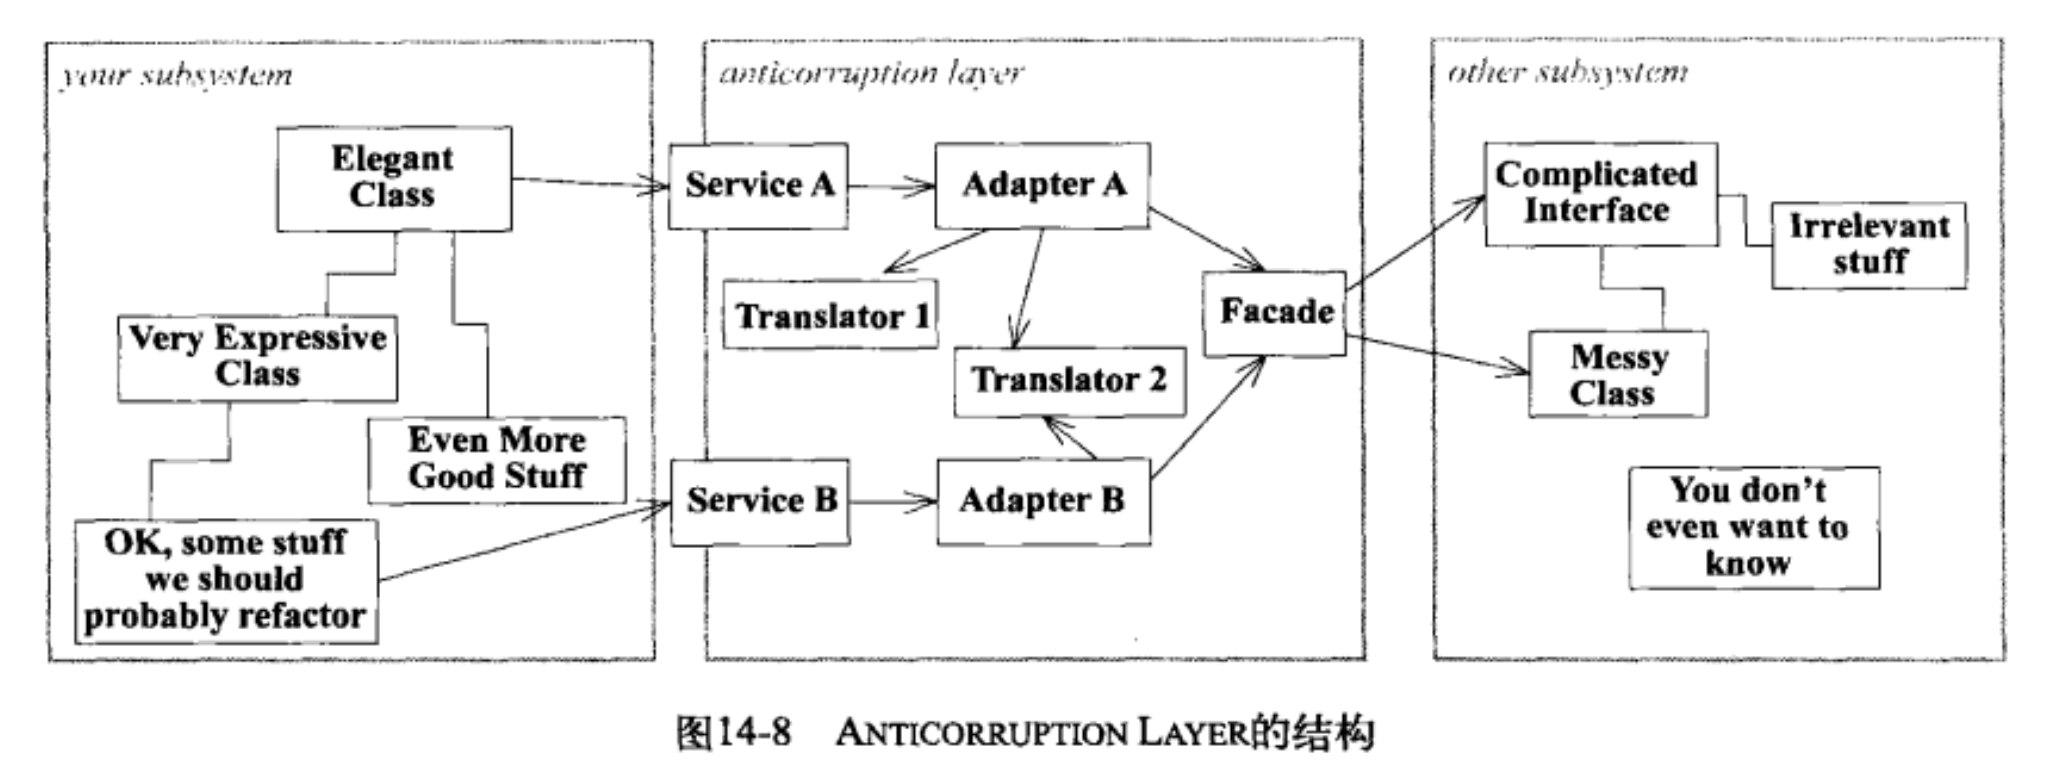 your subsystem
Elegant
Class
Very Expressive
Class
Even More
Good Stuff
OK, some stuff
we should
probably refactor
anticorruption layer
Service A
Adapter A
Translator 1
Translator 2
Facade
Service B
Adapter B
other subsystem
Complicated
Interface
Irrelevant
stuff
Messy
Class
You don't
even want to
know
图14-8 ANTICORRUPTION LAYER的结构